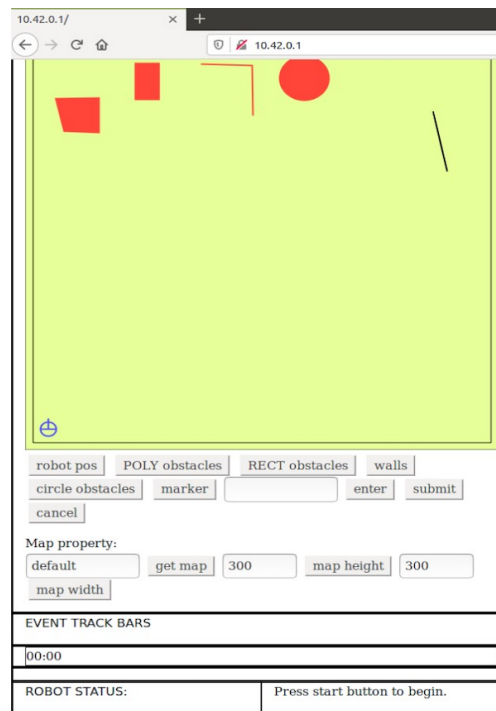 10.42.0.1/
10.42.0.1
robot pos POLY obstacles RECT obstacles walls
circle obstacles marker enter submit
cancel
Map property:
default get map 300 map height 300
map width
EVENT TRACK BARS
00:00
ROBOT STATUS: Press start button to begin.